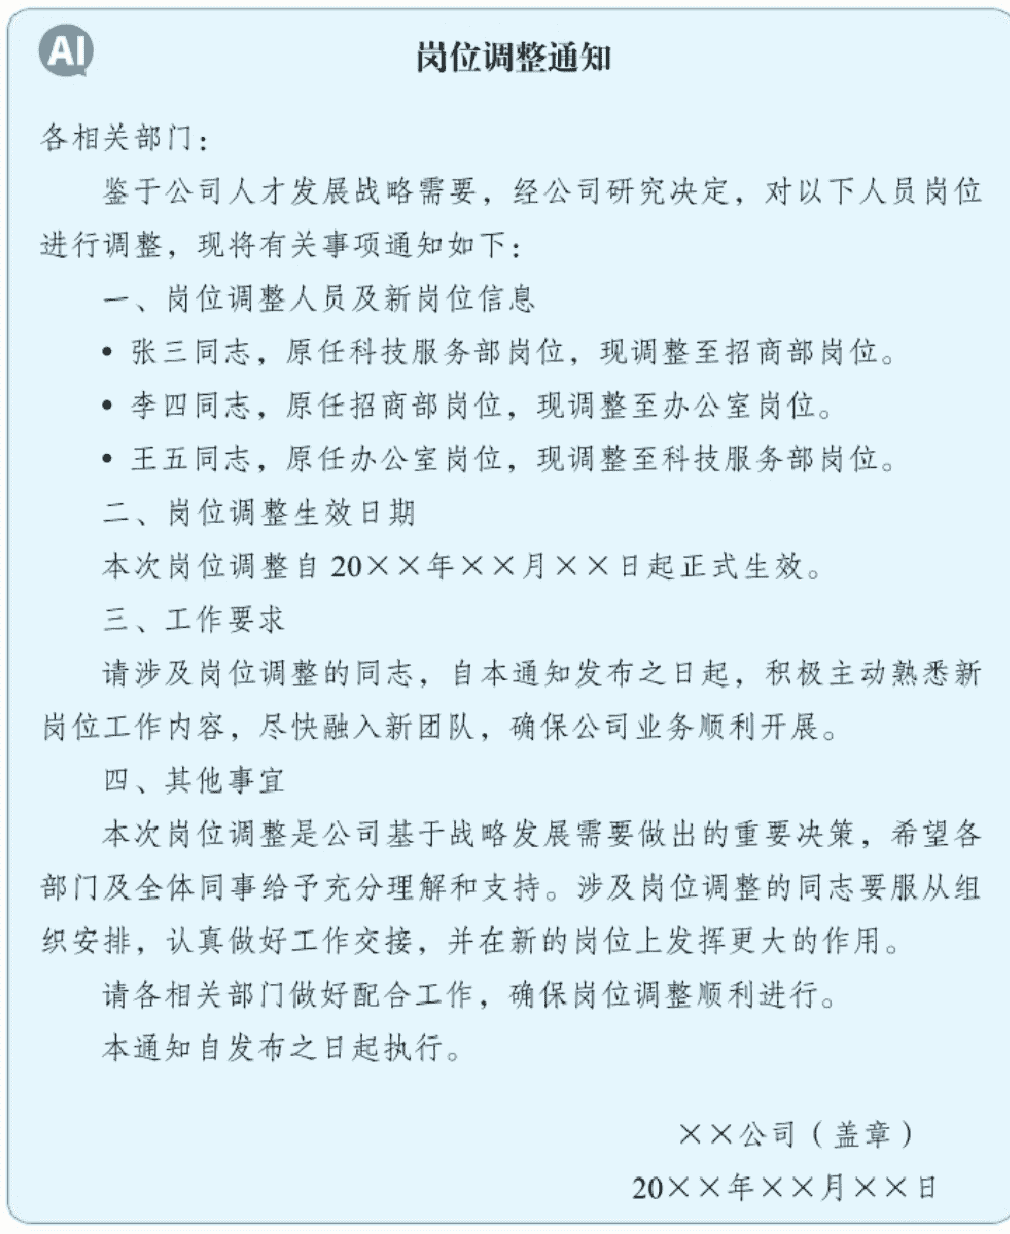 AI
岗位调整通知
各相关部门：
鉴于公司人才发展战略需要，经公司研究决定，对以下人员岗位
进行调整，现将有关事项通知如下：
一、岗位调整人员及新岗位信息
• 张三同志，原任科技服务部岗位，现调整至招商部岗位。
• 李四同志，原任招商部岗位，现调整至办公室岗位。
• 王五同志，原任办公室岗位，现调整至科技服务部岗位。
二、岗位调整生效日期
本次岗位调整自 20××年××月××日起正式生效。
三、工作要求
请涉及岗位调整的同志，自本通知发布之日起，积极主动熟悉新
岗位工作内容，尽快融入新团队，确保公司业务顺利开展。
四、其他事宜
本次岗位调整是公司基于战略发展需要做出的重要决策，希望各
部门及全体同事给予充分理解和支持。涉及岗位调整的同志要服从组
织安排，认真做好工作交接，并在新的岗位上发挥更大的作用。
请各相关部门做好配合工作，确保岗位调整顺利进行。
本通知自发布之日起执行。
××公司（盖章）
20××年××月××日